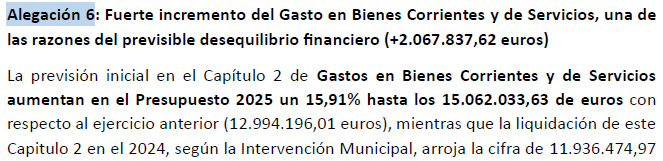 Alegación 6: Fuerte incremento del Gasto en Bienes Corrientes y de Servicios, una de
las razones del previsible desequilibrio financiero (+2.067.837,62 euros)
La previsión inicial en el Capítulo 2 de Gastos en Bienes Corrientes y de Servicios
aumentan en el Presupuesto 2025 un 15,91% hasta los 15.062.033,63 de euros con
respecto al ejercicio anterior (12.994.196,01 euros), mientras que la liquidación de este
Capitulo 2 en el 2024, según la Intervención Municipal, arroja la cifra de 11.936.474,97